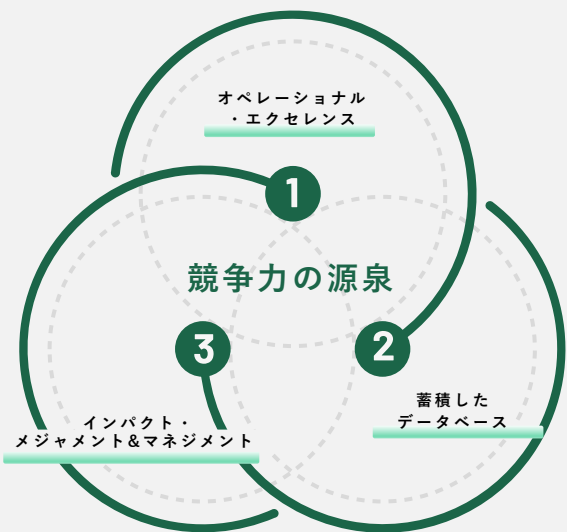 オペレーショナル
・エクセレンス
1
競争力の源泉
3
2
蓄積した
データベース
インパクト・
メジャメント&マネジメント